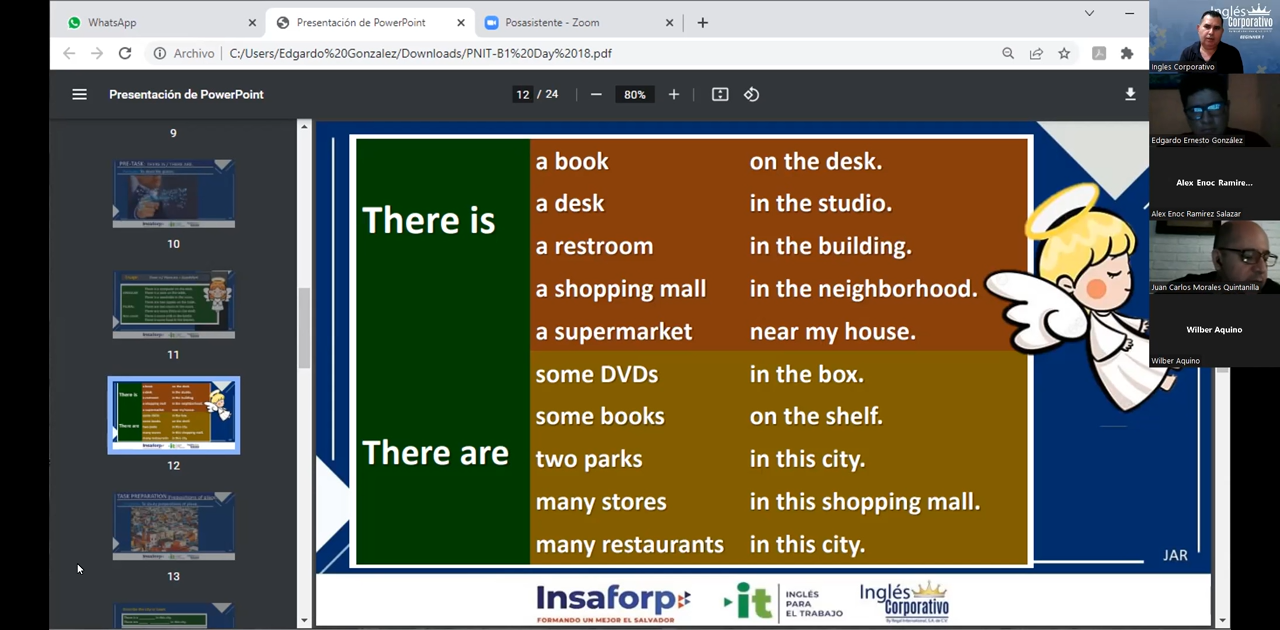 WhatsApp
Presentación de PowerPoint
Posasistente - Zoom
Archivo
C:/Users/Edgardo%20Gonzalez/Downloads/PNIT-B1%20Day%2018.pdf
Presentación de PowerPoint
12 / 24
80%
9
10
11
12
13
There is
a book on the desk.
a desk in the studio.
a restroom in the building.
a shopping mall in the neighborhood.
a supermarket near my house.
There are
some DVDs in the box.
some books on the shelf.
two parks in this city.
many stores in this shopping mall.
many restaurants in this city.
JAR
Insaforp
FORMANDO UN MEJOR EL SALVADOR
it INGLÉS
PARA
EL TRABAJO
Inglés
Corporativo
Inglés
Corporativo
Ingles Corporativo
Edgardo Ernesto González
Alex Enoc Ramire...
Alex Enoc Ramirez Salazar
Juan Carlos Morales Quintanilla
Wilber Aquino
Wilber Aquino